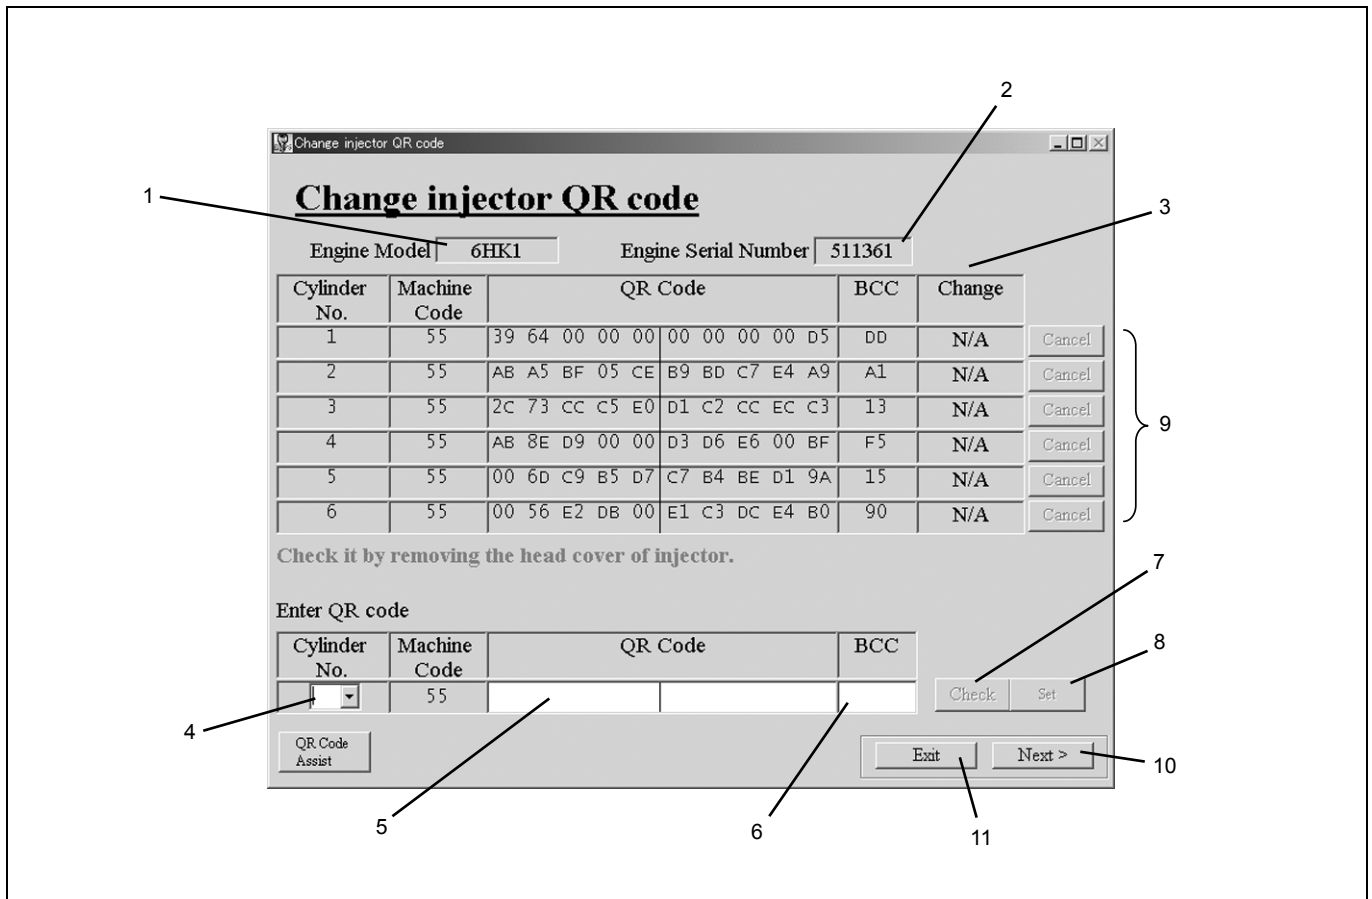 2
Change injector QR code
1
Change injector QR code
3
Engine Model 6HK1 Engine Serial Number 511361
Cylinder No. Machine Code QR Code BCC Change
1 55 39 64 00 00 00 00 00 00 00 D5 DD N/A Cancel
2 55 AB A5 BF 05 CE B9 BD C7 E4 A9 A1 N/A Cancel
3 55 2C 73 CC C5 E0 D1 C2 CC EC C3 13 N/A Cancel
9
4 55 AB 8E D9 00 00 D3 D6 E6 00 BF F5 N/A Cancel
5 55 00 6D C9 B5 D7 C7 B4 BE D1 9A 15 N/A Cancel
6 55 00 56 E2 DB 00 E1 C3 DC E4 B0 90 N/A Cancel
Check it by removing the head cover of injector.
7
Enter QR code
Cylinder No. Machine Code QR Code BCC
8
55 Check Set
4
QR Code
Assist
Exit Next >
10
5
6
11